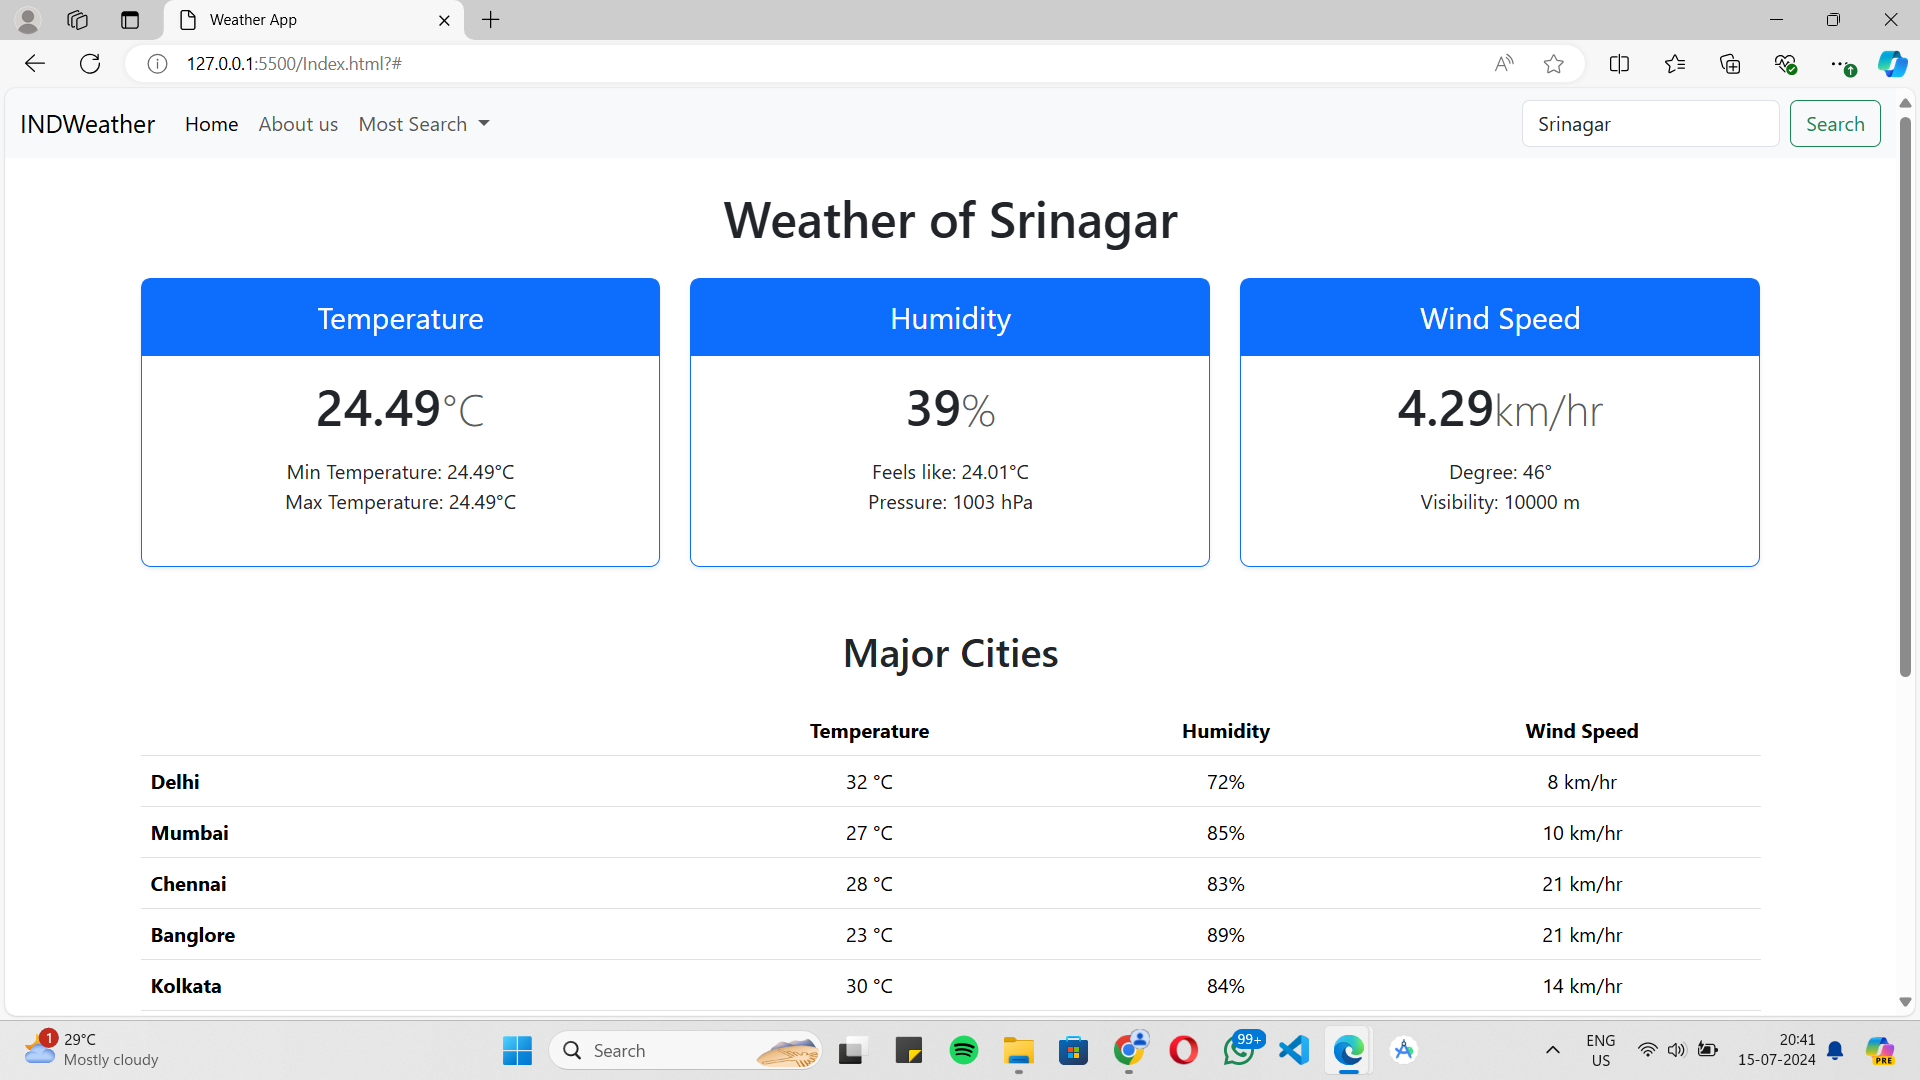 Weather App
127.0.0.1:5500/Index.html?#
INDWeather Home About us Most Search Srinagar Search
Weather of Srinagar
Temperature Humidity Wind Speed
24.49°C 39% 4.29km/hr
Min Temperature: 24.49°C Feels like: 24.01°C Degree: 46°
Max Temperature: 24.49°C Pressure: 1003 hPa Visibility: 10000 m
Major Cities
Temperature Humidity Wind Speed
Delhi 32 °C 72% 8 km/hr
Mumbai 27 °C 85% 10 km/hr
Chennai 28 °C 83% 21 km/hr
Banglore 23 °C 89% 21 km/hr
Kolkata 30 °C 84% 14 km/hr
1 29°C
Mostly cloudy
Search
99+
ENG
US
20:41
15-07-2024
PRE